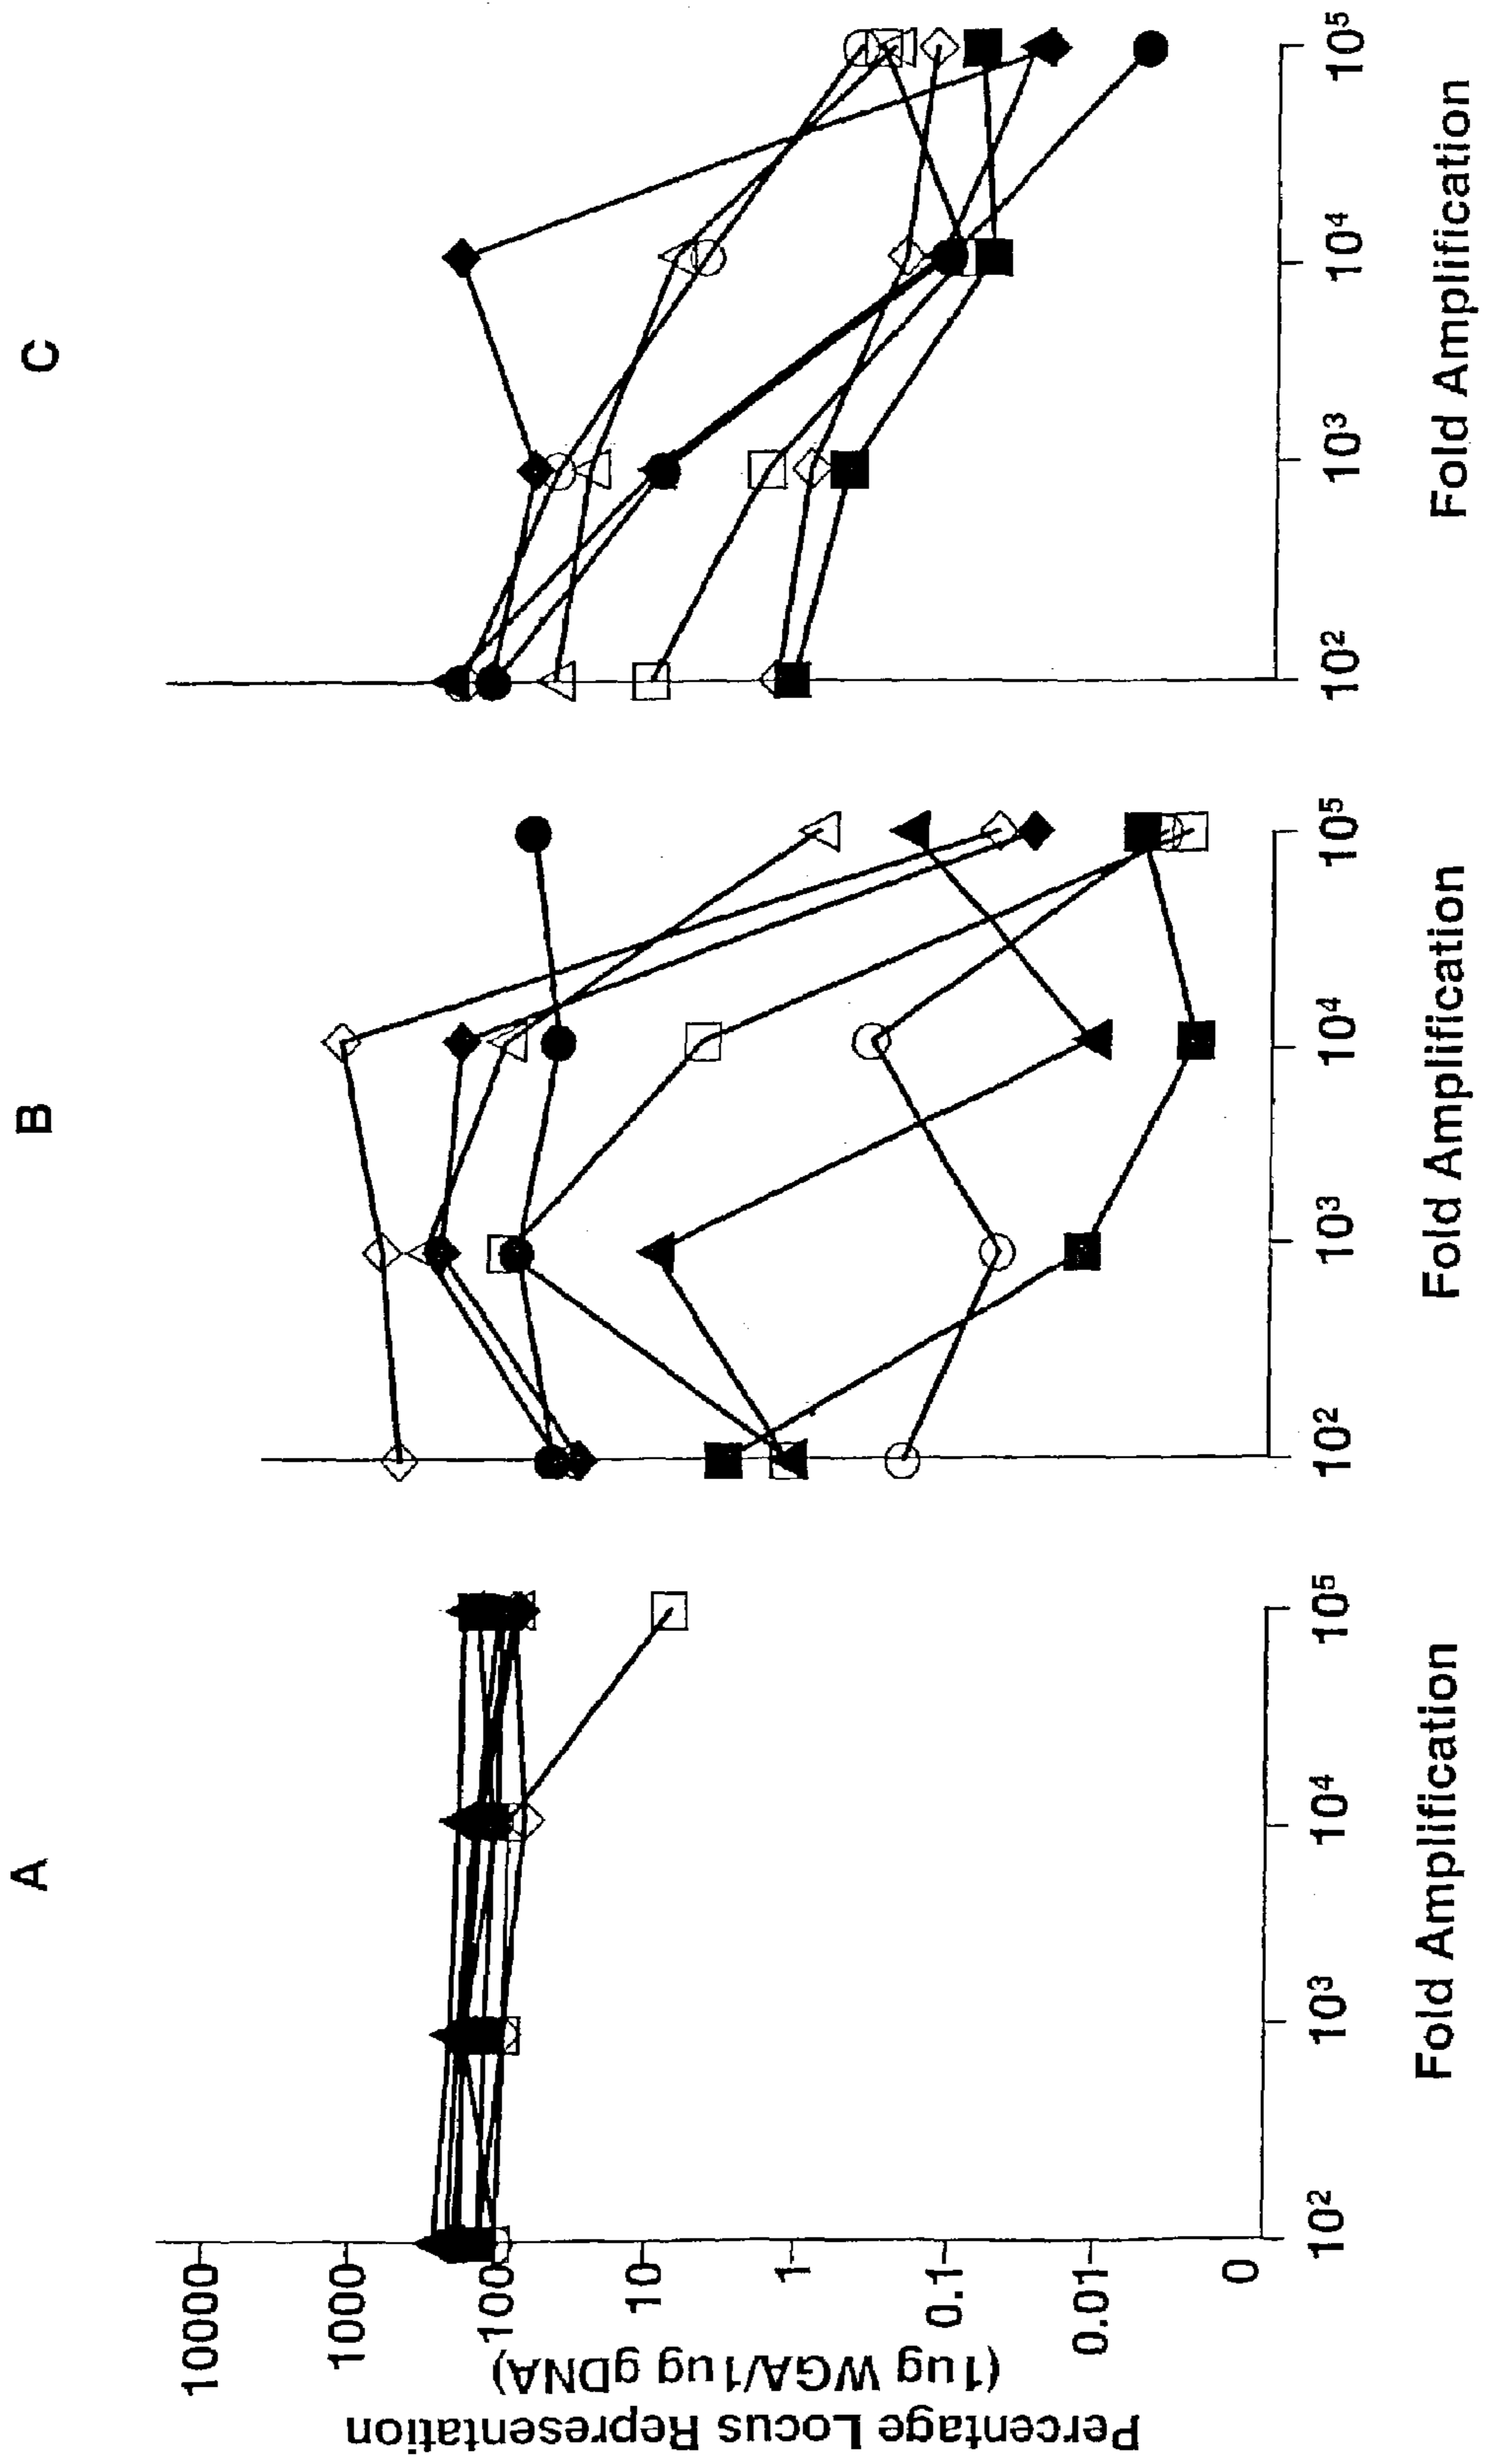 A
B
C
Percentage Locus Representation
(1ug WGA/1ug gDNA)
10000
1000
100
10
1
0.1
0.01
0
10²
10³
10⁴
10⁵
Fold Amplification
10²
10³
10⁴
10⁵
Fold Amplification
10²
10³
10⁴
10⁵
Fold Amplification